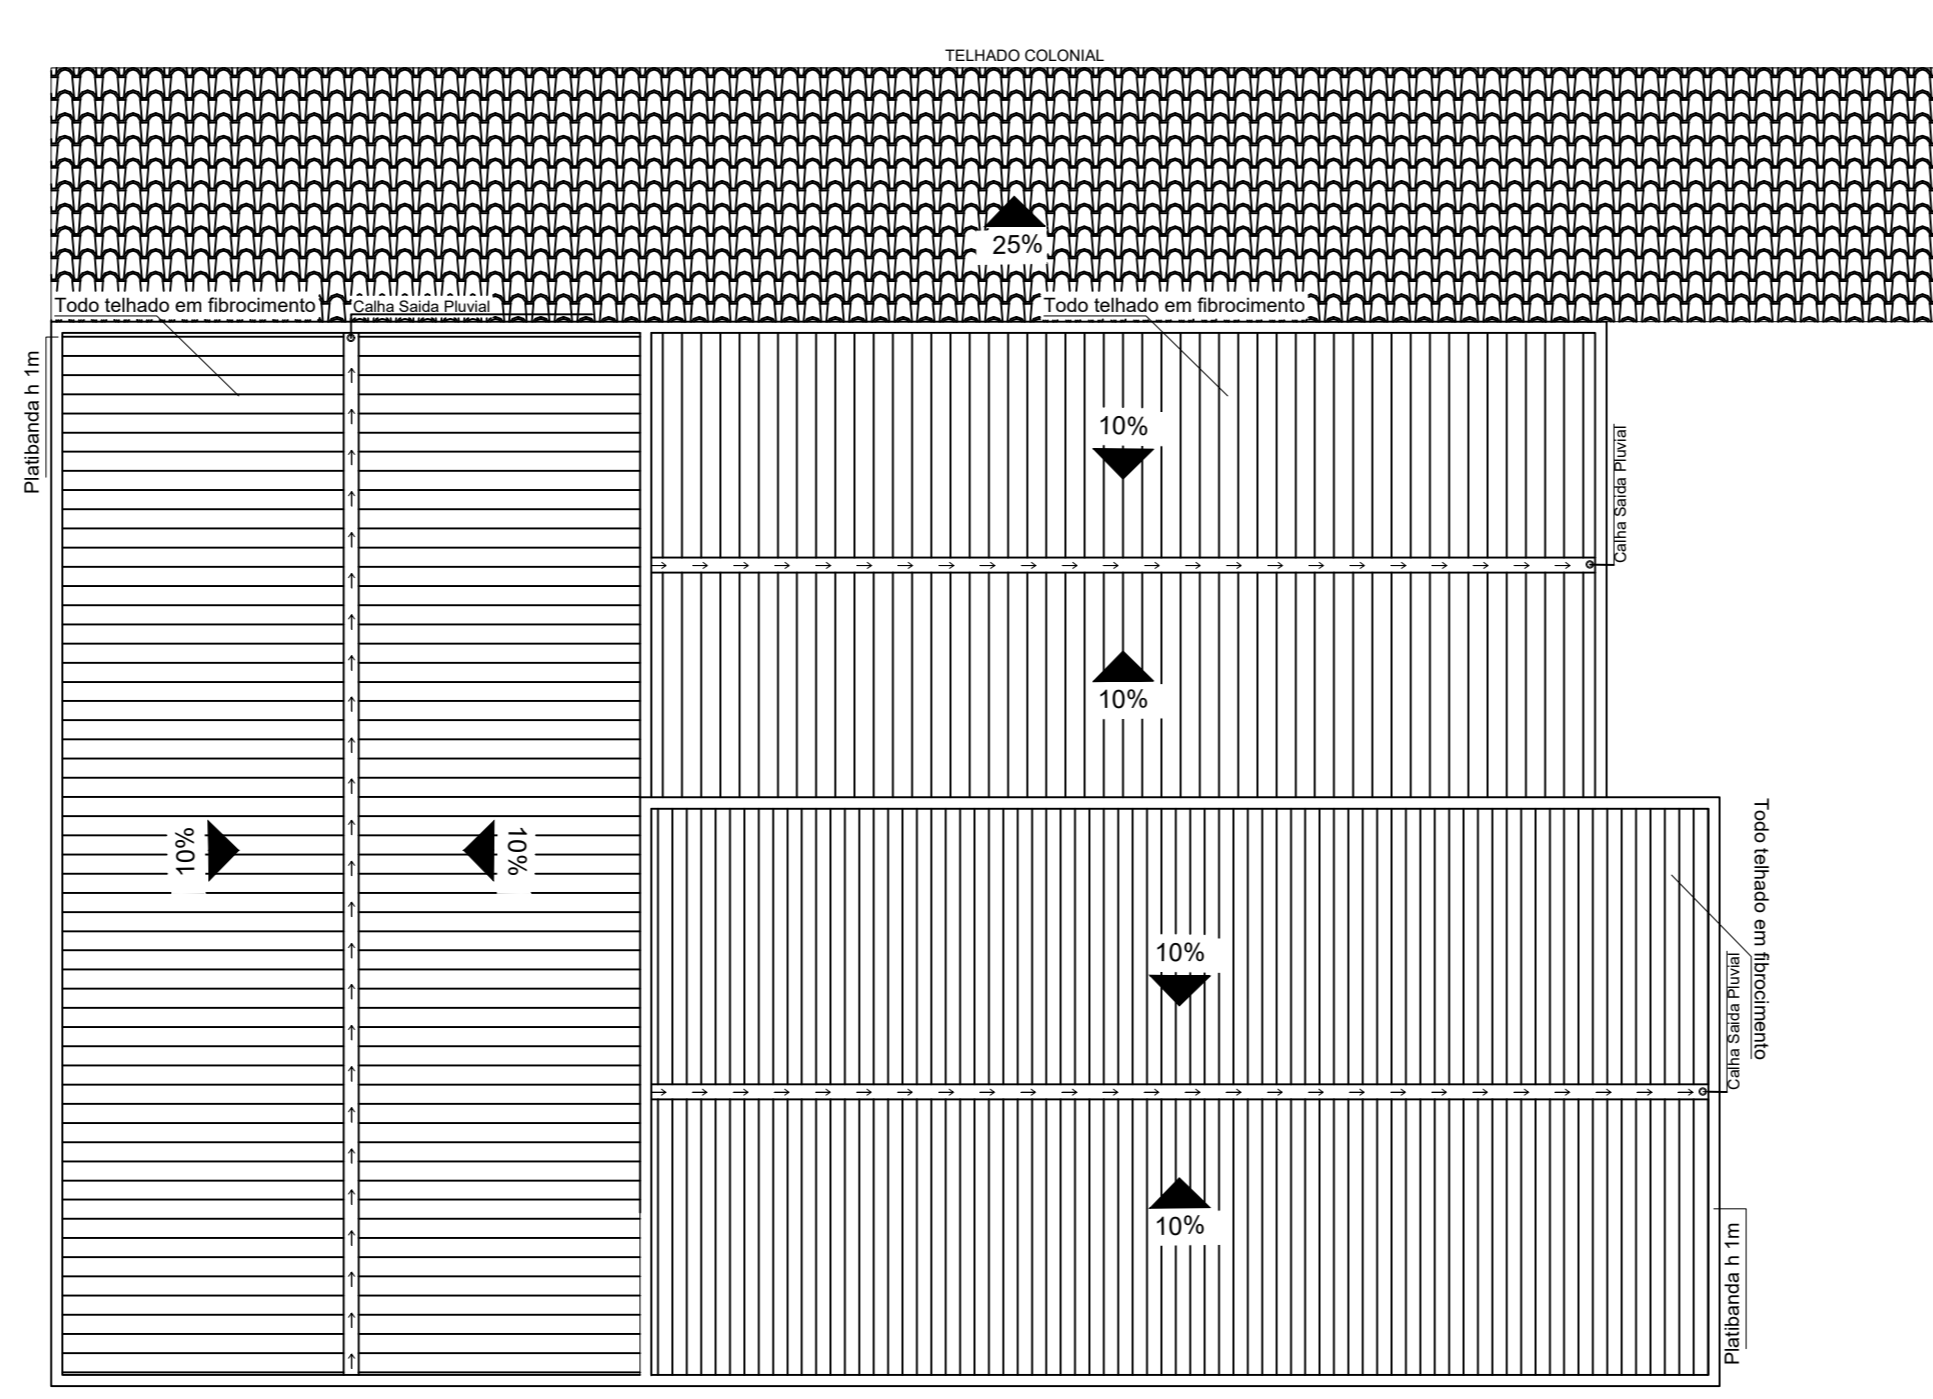 TELHADO COLONIAL
25%
Todo telhado em fibrocimento
Calha Saida Pluvial
Todo telhado em fibrocimento
Platibanda h 1m
10%
Calha Saida Pluvial
10%
10%
10%
Todo telhado em fibrocimento
10%
Calha Saida Pluvial
10%
Platibanda h 1m